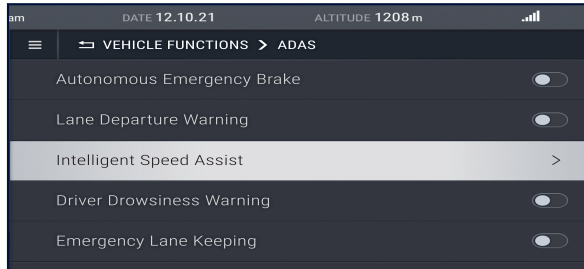 am DATE 12.10.21 ALTITUDE 1208 m
VEHICLE FUNCTIONS > ADAS
Autonomous Emergency Brake
Lane Departure Warning
Intelligent Speed Assist >
Driver Drowsiness Warning
Emergency Lane Keeping